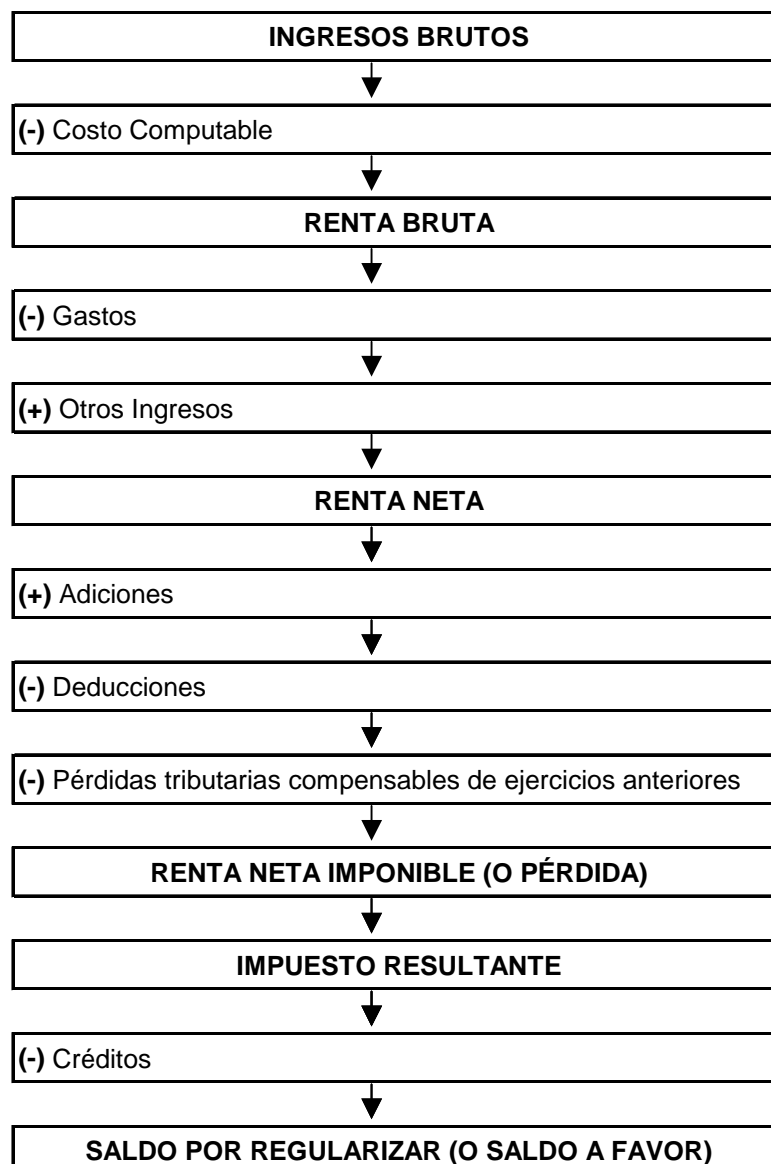 INGRESOS BRUTOS
(-) Costo Computable
RENTA BRUTA
(-) Gastos
(+) Otros Ingresos
RENTA NETA
(+) Adiciones
(-) Deducciones
(-) Pérdidas tributarias compensables de ejercicios anteriores
RENTA NETA IMPONIBLE (O PÉRDIDA)
IMPUESTO RESULTANTE
(-) Créditos
SALDO POR REGULARIZAR (O SALDO A FAVOR)